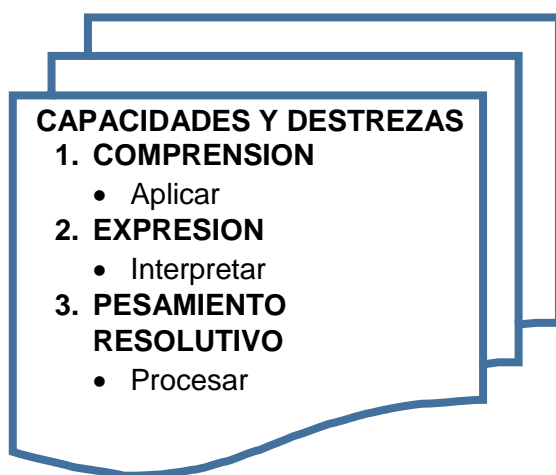 CAPACIDADES Y DESTREZAS
1. COMPRENSION
• Aplicar
2. EXPRESION
• Interpretar
3. PESAMIENTO
RESOLUTIVO
• Procesar